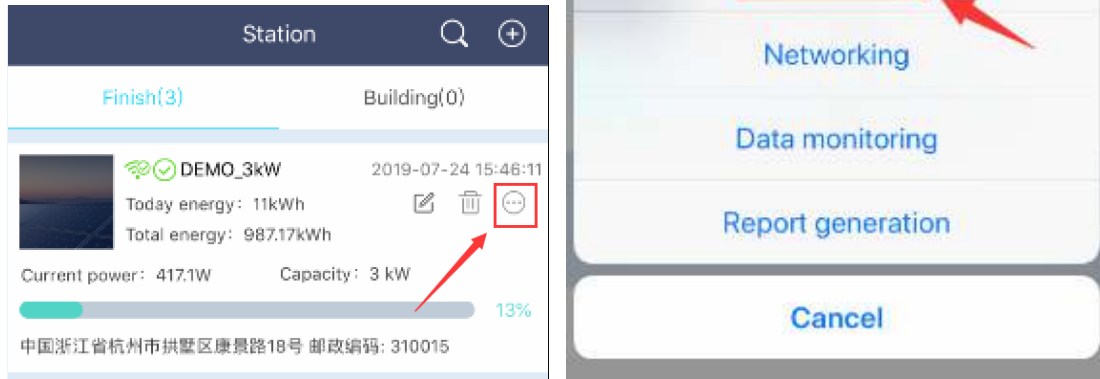 Station
Finish(3) Building(0)
DEMO_3kW 2019-07-24 15:46:11
Today energy: 11kWh
Total energy: 987.17kWh
Current power: 417.1W Capacity: 3 kW
13%
中国浙江省杭州市拱墅区康景路18号 邮政编码: 310015
Networking
Data monitoring
Report generation
Cancel